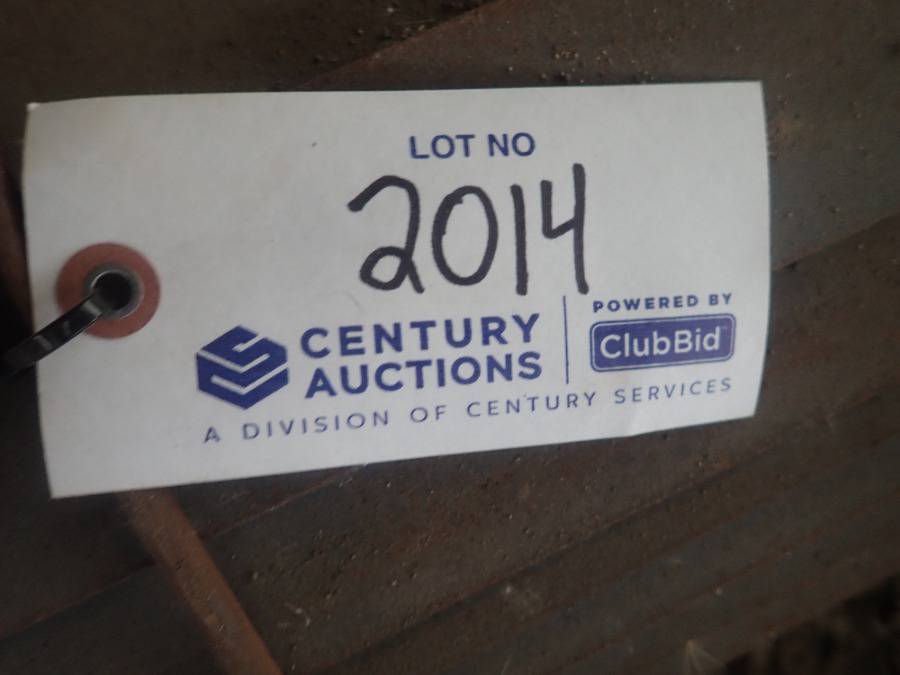 LOT NO
2014
CENTURY
AUCTIONS
POWERED BY
ClubBid
A DIVISION OF CENTURY SERVICES